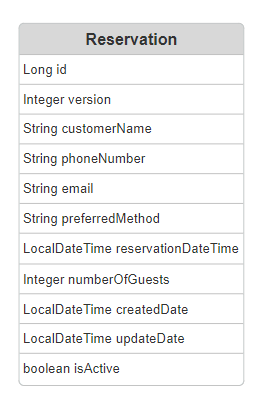 Reservation
Long id
Integer version
String customerName
String phoneNumber
String email
String preferredMethod
LocalDateTime reservationDateTime
Integer numberOfGuests
LocalDateTime createdDate
LocalDateTime updateDate
boolean isActive